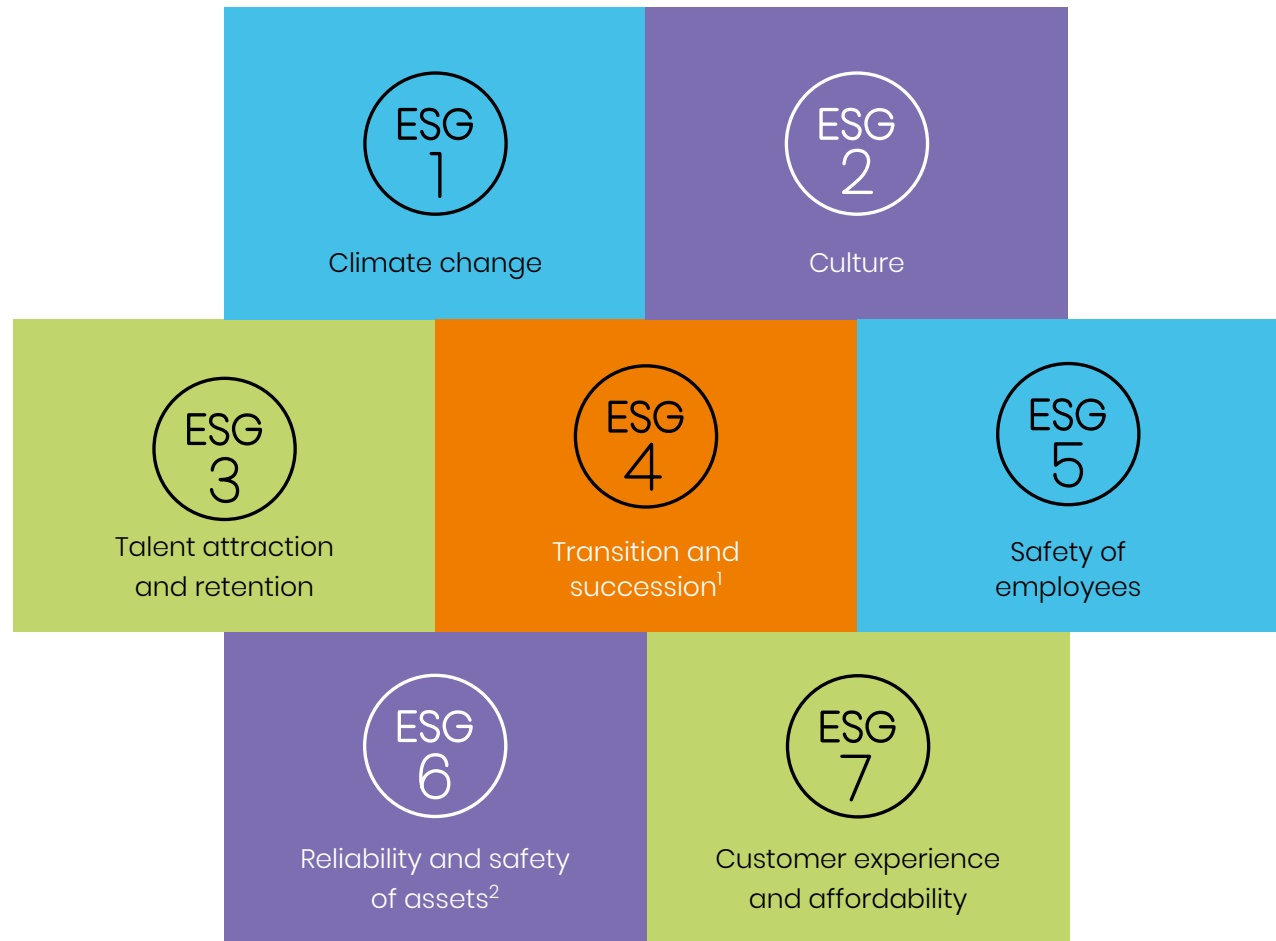 ESG
1
Climate change
ESG
2
Culture
ESG
3
Talent attraction
and retention
ESG
4
Transition and
succession¹
ESG
5
Safety of
employees
ESG
6
Reliability and safety
of assets²
ESG
7
Customer experience
and affordability